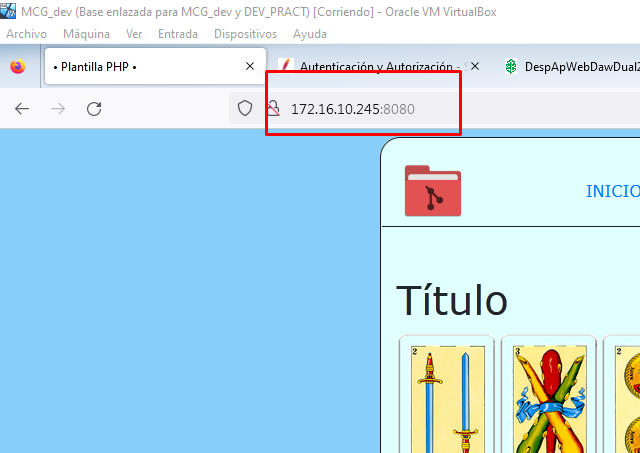 MCG_dev (Base enlazada para MCG_dev y DEV_PRACT) [Corriendo] - Oracle VM VirtualBox
Archivo Máquina Ver Entrada Dispositivos Ayuda
• Plantilla PHP •
Autenticación y Autorización - S
DespApWebDawDual2
172.16.10.245:8080
INICIO
Título
2
3
2